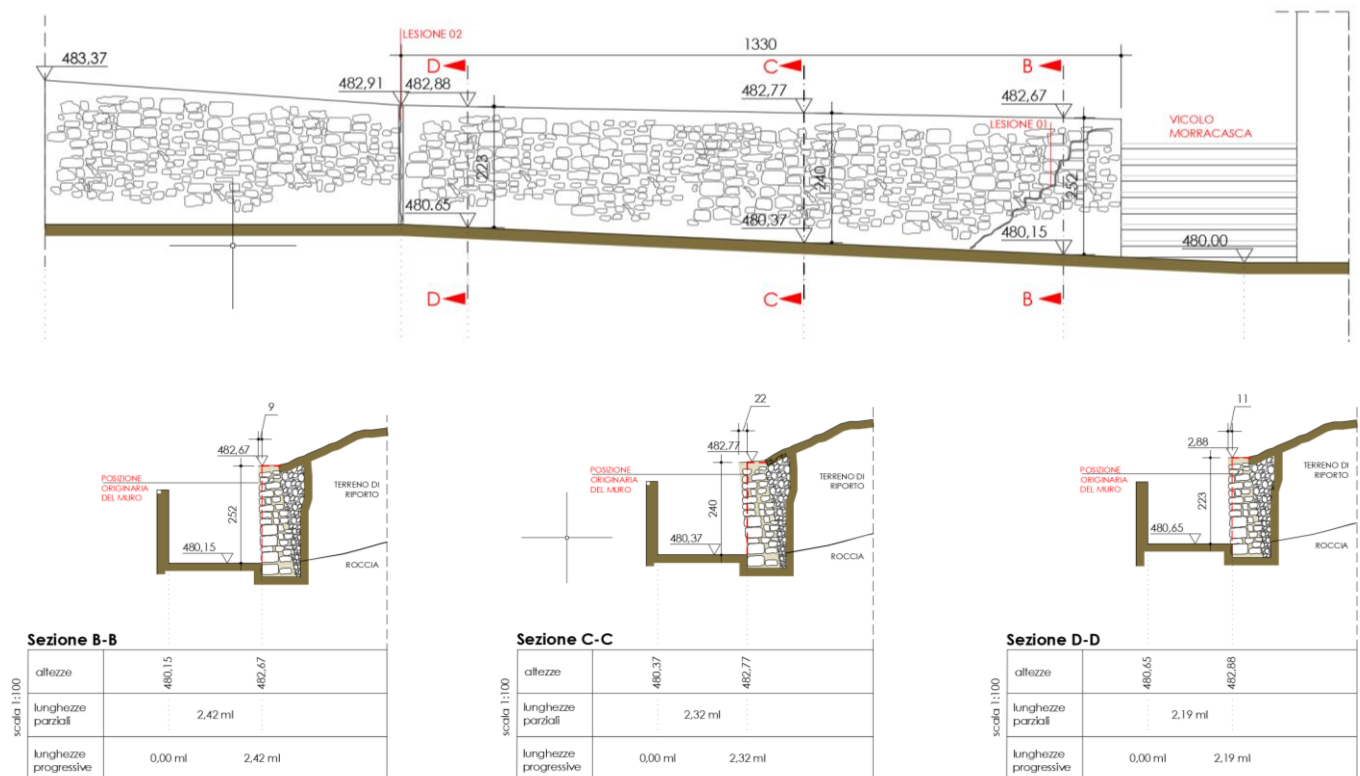 LESIONE 02
1330
483,37
D
C
B
482,91
482,88
482,77
482,67
LESIONE 01
VICOLO
MORRACASCA
223
240
252
480.65
480,37
480,15
480,00
D
C
B
9
482,67
POSIZIONE
ORIGINARIA
DEL MURO
252
480,15
TERRENO DI
RIPORTO
ROCCIA
22
482,77
POSIZIONE
ORIGINARIA
DEL MURO
240
480,37
TERRENO DI
RIPORTO
ROCCIA
11
2,88
POSIZIONE
ORIGINARIA
DEL MURO
223
480,65
TERRENO DI
RIPORTO
ROCCIA
Sezione B-B
scala 1:100
altezze
480,15
482,67
lunghezze
parziali
2,42 ml
lunghezze
progressive
0,00 ml
2,42 ml
Sezione C-C
scala 1:100
altezze
480,37
482,77
lunghezze
parziali
2,32 ml
lunghezze
progressive
0,00 ml
2,32 ml
Sezione D-D
scala 1:100
altezze
480,65
482,88
lunghezze
parziali
2,19 ml
lunghezze
progressive
0,00 ml
2,19 ml